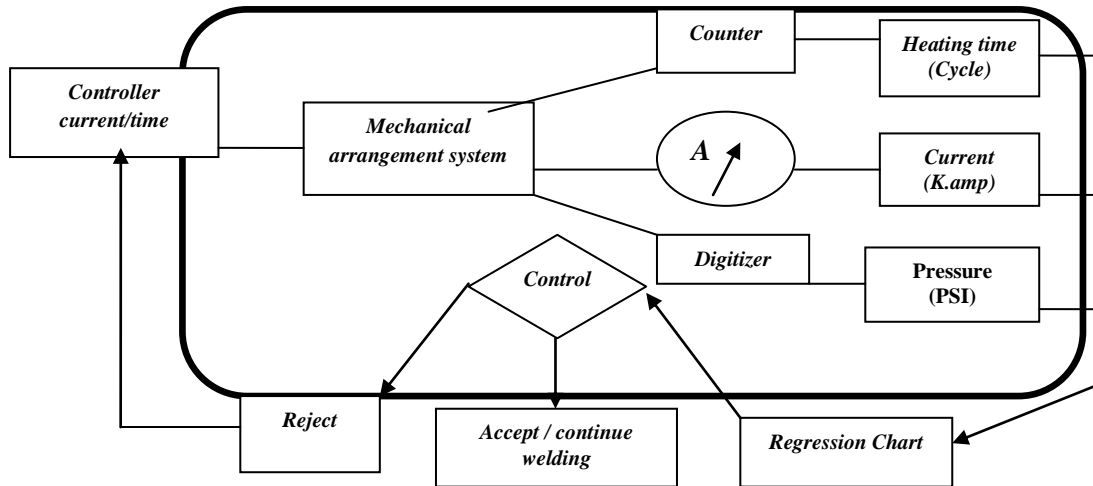 Counter
Heating time
(Cycle)
Controller
current/time
Mechanical
arrangement system
A
Current
(K.amp)
Digitizer
Control
Pressure
(PSI)
Reject
Accept / continue
welding
Regression Chart